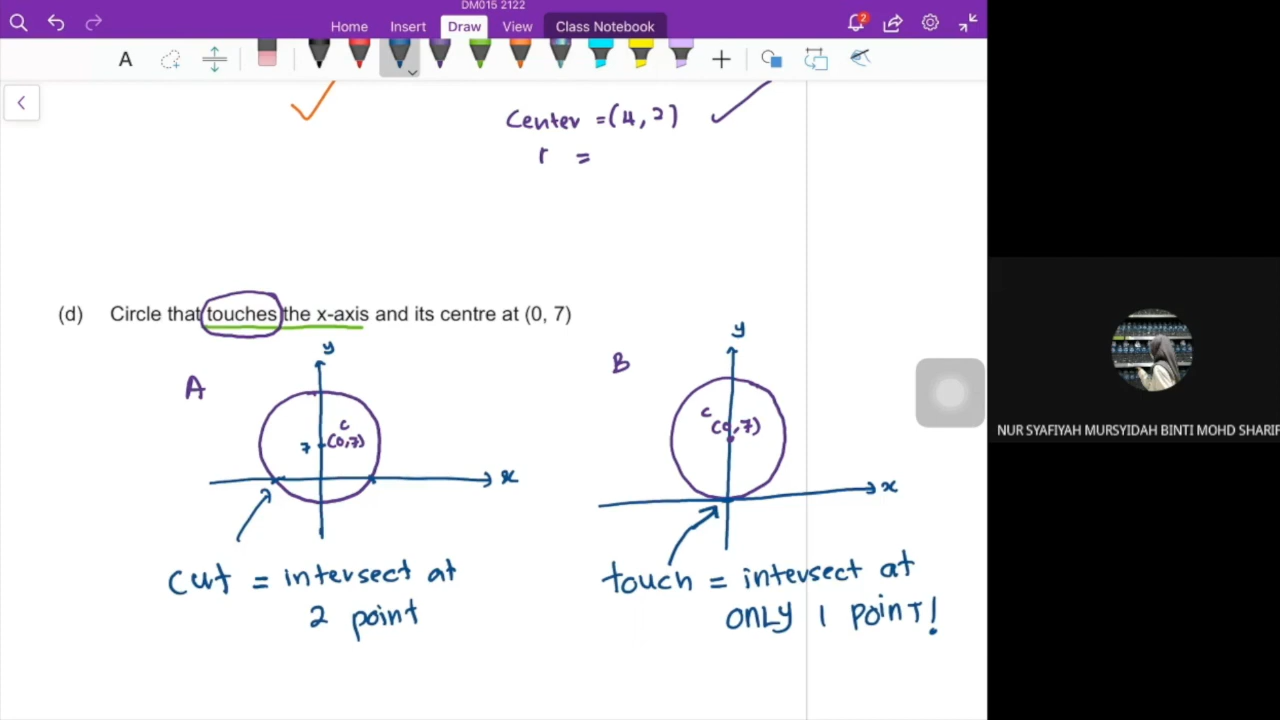 DM015 2122
Home Insert Draw View Class Notebook
2
A
Center = (4, 2)
r =
(d) Circle that touches the x-axis and its centre at (0, 7)
A
y
C
7 (0,7)
x
cut = intersect at
2 point
B
y
C
(0,7)
x
touch = intersect at
ONLY 1 POINT!
NUR SYAFIYAH MURSYIDAH BINTI MOHD SHARIF